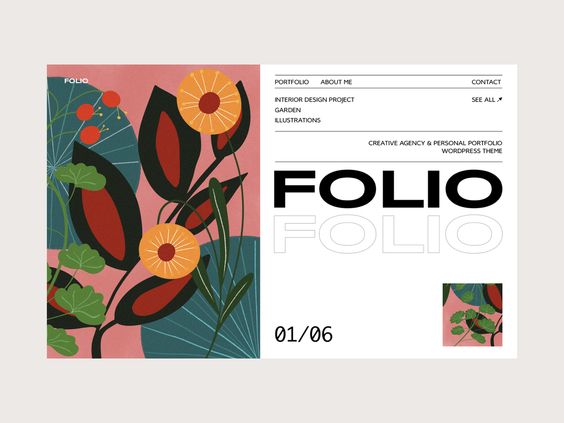 FOLIO
PORTFOLIO ABOUT ME CONTACT
INTERIOR DESIGN PROJECT SEE ALL ↗
GARDEN
ILLUSTRATIONS
CREATIVE AGENCY & PERSONAL PORTFOLIO
WORDPRESS THEME
FOLIO
FOLIO
01/06